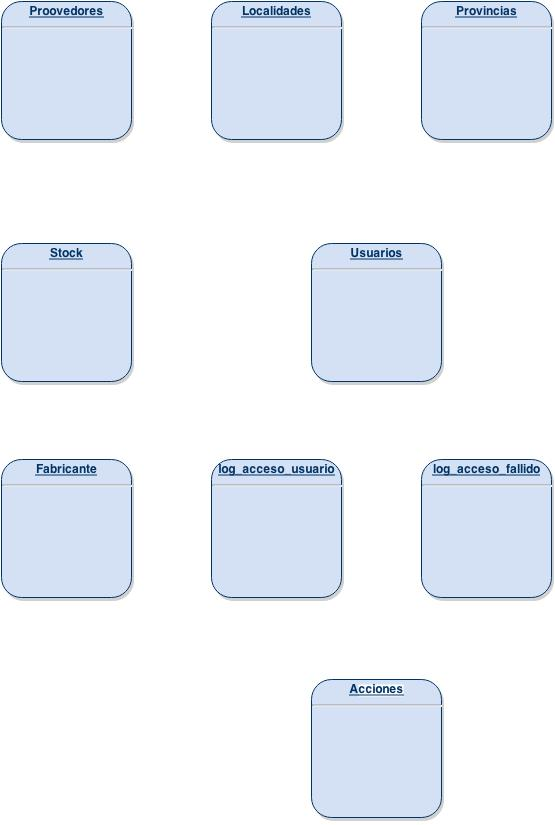 Proovedores
Localidades
Provincias
Stock
Usuarios
Fabricante
log_acceso_usuario
log_acceso_fallido
Acciones